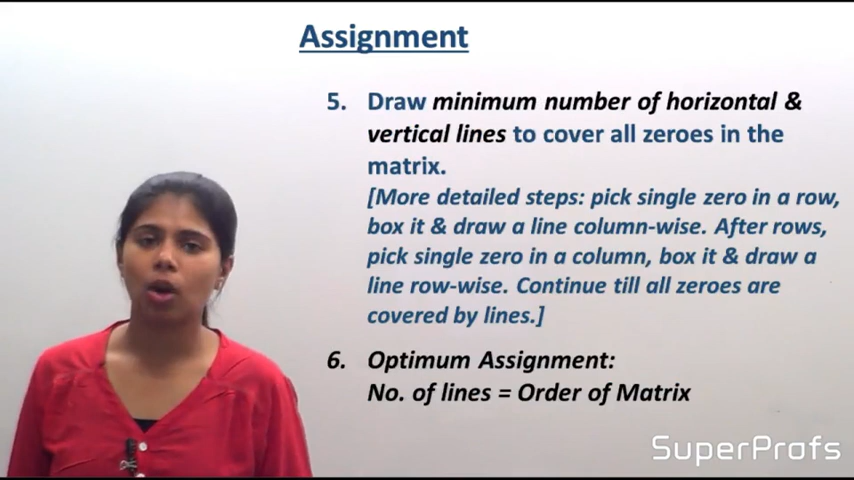 Assignment
5. Draw minimum number of horizontal &
vertical lines to cover all zeroes in the
matrix.
[More detailed steps: pick single zero in a row,
box it & draw a line column-wise. After rows,
pick single zero in a column, box it & draw a
line row-wise. Continue till all zeroes are
covered by lines.]
6. Optimum Assignment:
No. of lines = Order of Matrix
SuperProfs